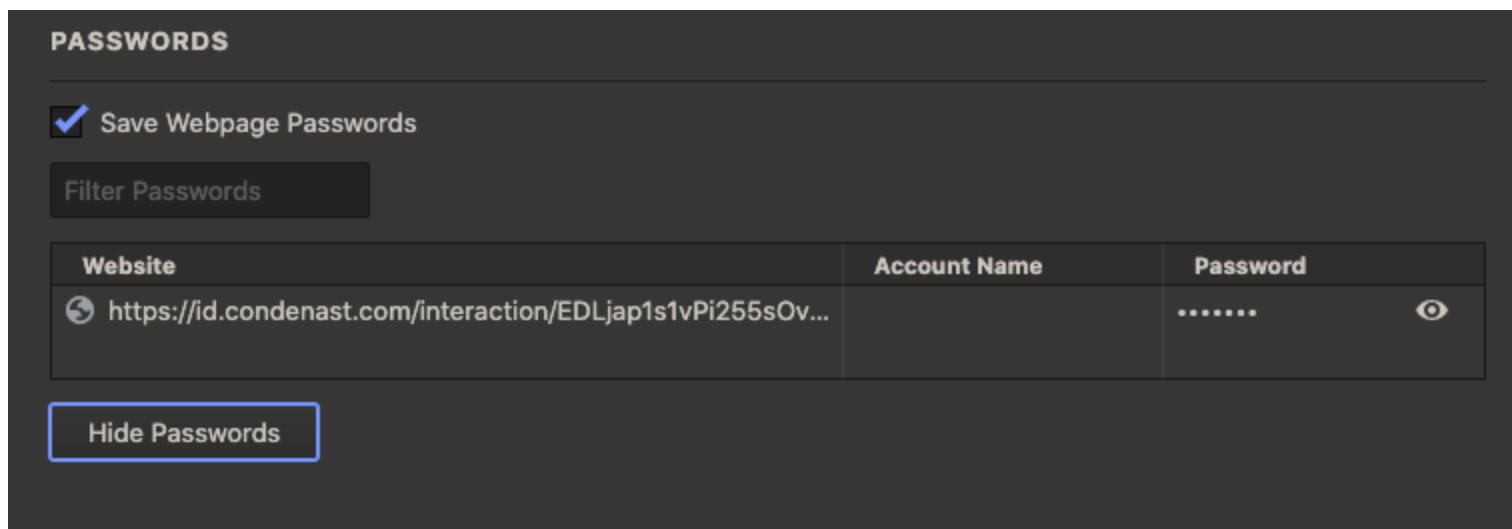 PASSWORDS
Save Webpage Passwords
Filter Passwords
Website Account Name Password
https://id.condenast.com/interaction/EDLjap1s1vPi255sOv... •••••••
Hide Passwords